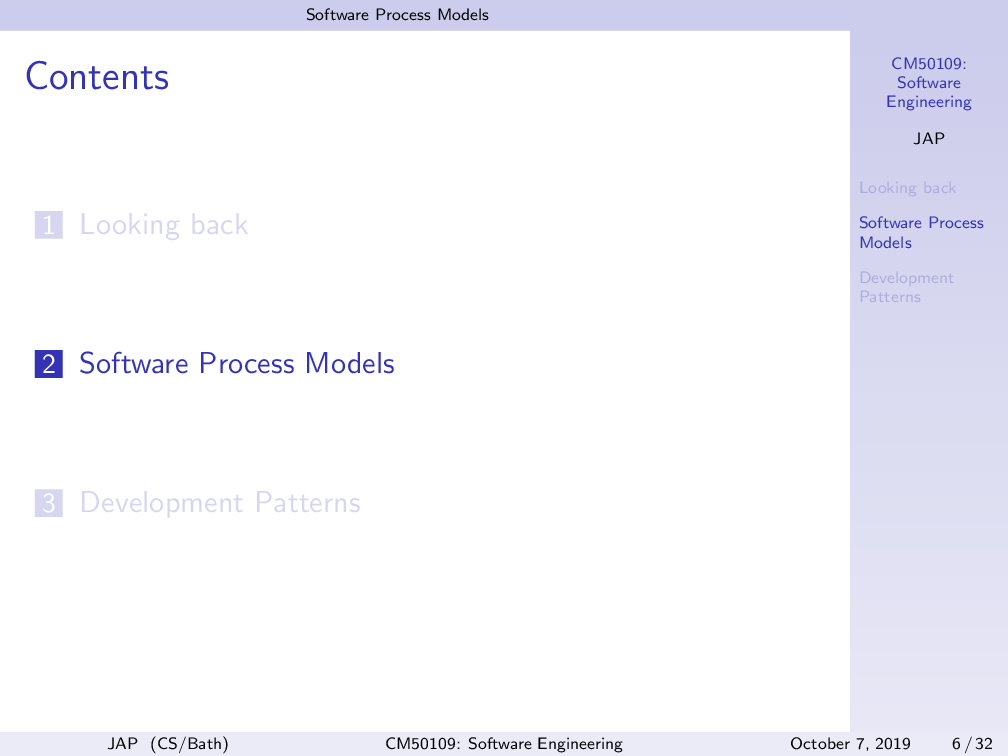 Software Process Models
Contents
1 Looking back
2 Software Process Models
3 Development Patterns
CM50109:
Software
Engineering
JAP
Looking back
Software Process
Models
Development
Patterns
JAP (CS/Bath)
CM50109: Software Engineering
October 7, 2019
6 / 32